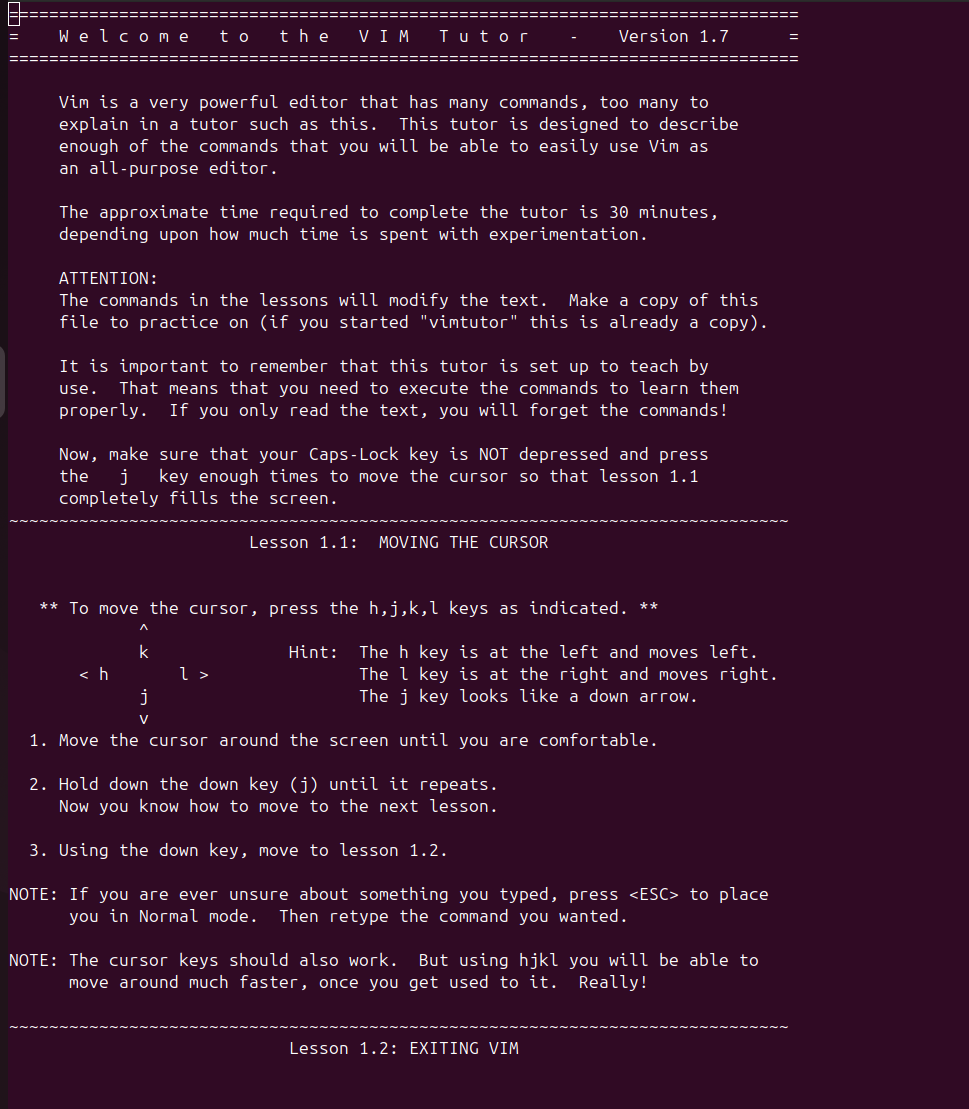 ===============================================================================
=    W e l c o m e   t o   t h e   V I M   T u t o r    -    Version 1.7      =
===============================================================================

     Vim is a very powerful editor that has many commands, too many to
     explain in a tutor such as this.  This tutor is designed to describe
     enough of the commands that you will be able to easily use Vim as
     an all-purpose editor.

     The approximate time required to complete the tutor is 30 minutes,
     depending upon how much time is spent with experimentation.

     ATTENTION:
     The commands in the lessons will modify the text.  Make a copy of this
     file to practice on (if you started "vimtutor" this is already a copy).

     It is important to remember that this tutor is set up to teach by
     use.  That means that you need to execute the commands to learn them
     properly.  If you only read the text, you will forget the commands!

     Now, make sure that your Caps-Lock key is NOT depressed and press
     the   j   key enough times to move the cursor so that lesson 1.1
     completely fills the screen.
~~~~~~~~~~~~~~~~~~~~~~~~~~~~~~~~~~~~~~~~~~~~~~~~~~~~~~~~~~~~~~~~~~~~~~~~~~~~~~
                        Lesson 1.1:  MOVING THE CURSOR


   ** To move the cursor, press the h,j,k,l keys as indicated. **
             ^
             k              Hint:  The h key is at the left and moves left.
       < h       l >               The l key is at the right and moves right.
             j                     The j key looks like a down arrow.
             v
  1. Move the cursor around the screen until you are comfortable.

  2. Hold down the down key (j) until it repeats.
     Now you know how to move to the next lesson.

  3. Using the down key, move to lesson 1.2.

NOTE: If you are ever unsure about something you typed, press <ESC> to place
      you in Normal mode.  Then retype the command you wanted.

NOTE: The cursor keys should also work.  But using hjkl you will be able to
      move around much faster, once you get used to it.  Really!

~~~~~~~~~~~~~~~~~~~~~~~~~~~~~~~~~~~~~~~~~~~~~~~~~~~~~~~~~~~~~~~~~~~~~~~~~~~~~~
                            Lesson 1.2: EXITING VIM